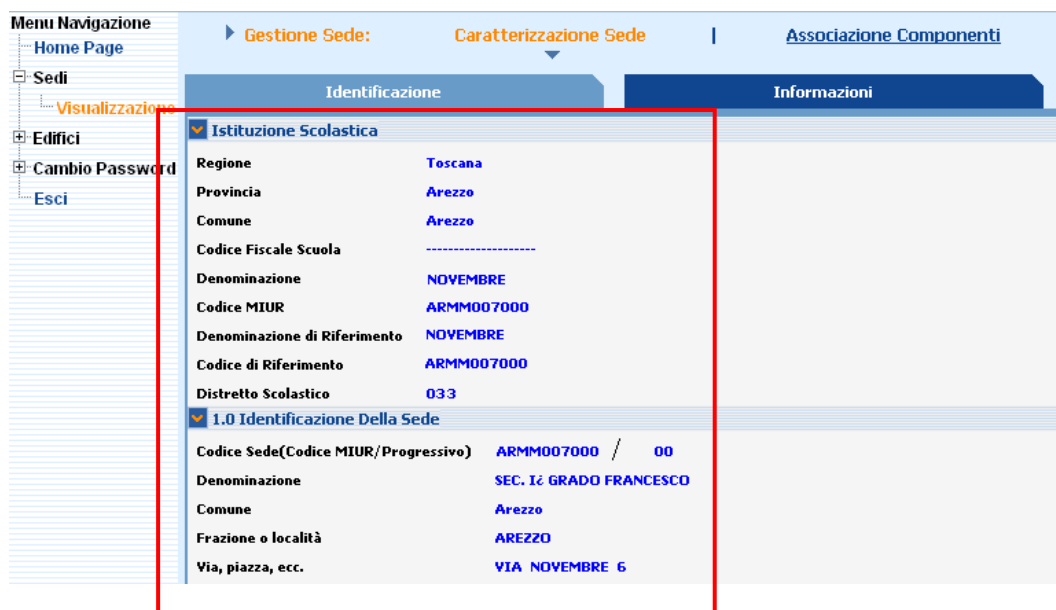 Menu Navigazione
Home Page
Sedi
Visualizzazione
Edifici
Cambio Password
Esci
Gestione Sede: Caratterizzazione Sede | Associazione Componenti
Identificazione Informazioni
Istituzione Scolastica
Regione Toscana
Provincia Arezzo
Comune Arezzo
Codice Fiscale Scuola --------------------
Denominazione NOVEMBRE
Codice MIUR ARMM007000
Denominazione di Riferimento NOVEMBRE
Codice di Riferimento ARMM007000
Distretto Scolastico 033
1.0 Identificazione Della Sede
Codice Sede(Codice MIUR/Progressivo) ARMM007000 / 00
Denominazione SEC. I¿ GRADO FRANCESCO
Comune Arezzo
Frazione o località AREZZO
Via, piazza, ecc. VIA NOVEMBRE 6